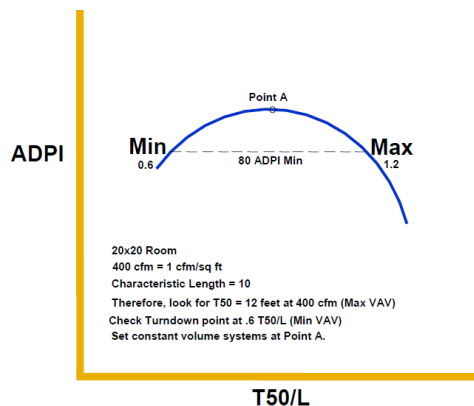 Point A
ADPI
Min
Max
0.6
80 ADPI Min
1.2
20x20 Room
400 cfm = 1 cfm/sq ft
Characteristic Length = 10
Therefore, look for T50 = 12 feet at 400 cfm (Max VAV)
Check Turndown point at .6 T50/L (Min VAV)
Set constant volume systems at Point A.
T50/L